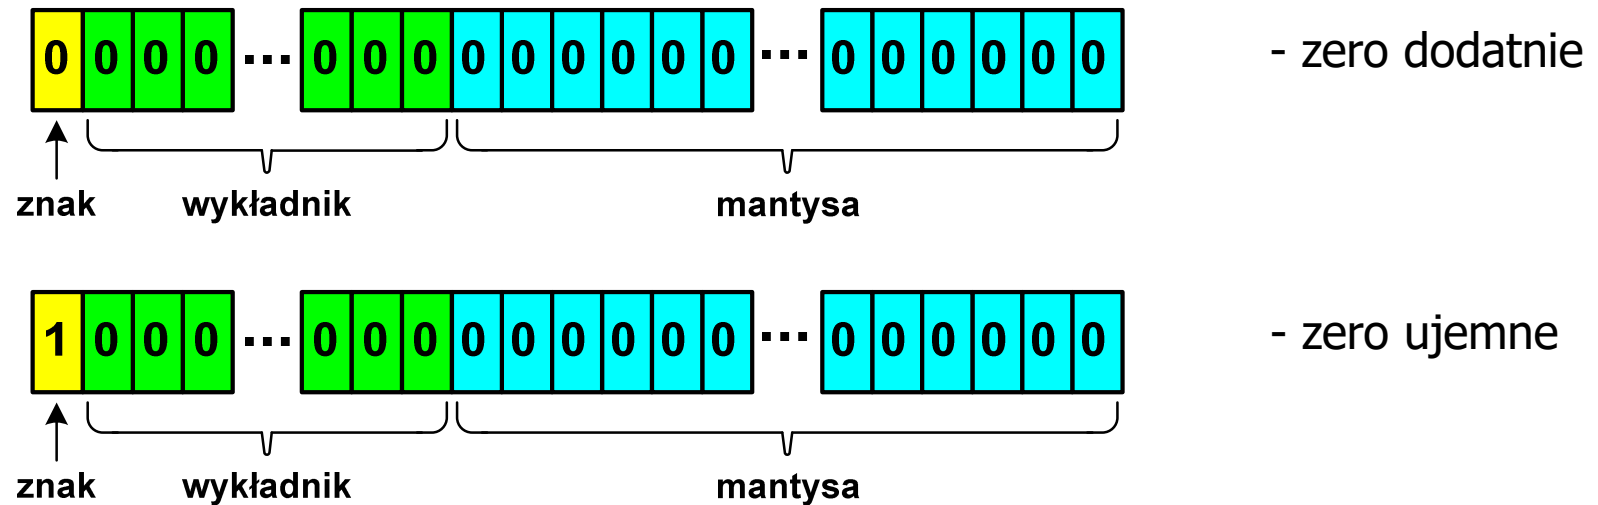 0 0 0 0 ... 0 0 0 0 0 0 0 0 0 ... 0 0 0 0 0 0 - zero dodatnie
znak wykładnik mantysa
1 0 0 0 ... 0 0 0 0 0 0 0 0 0 ... 0 0 0 0 0 0 - zero ujemne
znak wykładnik mantysa